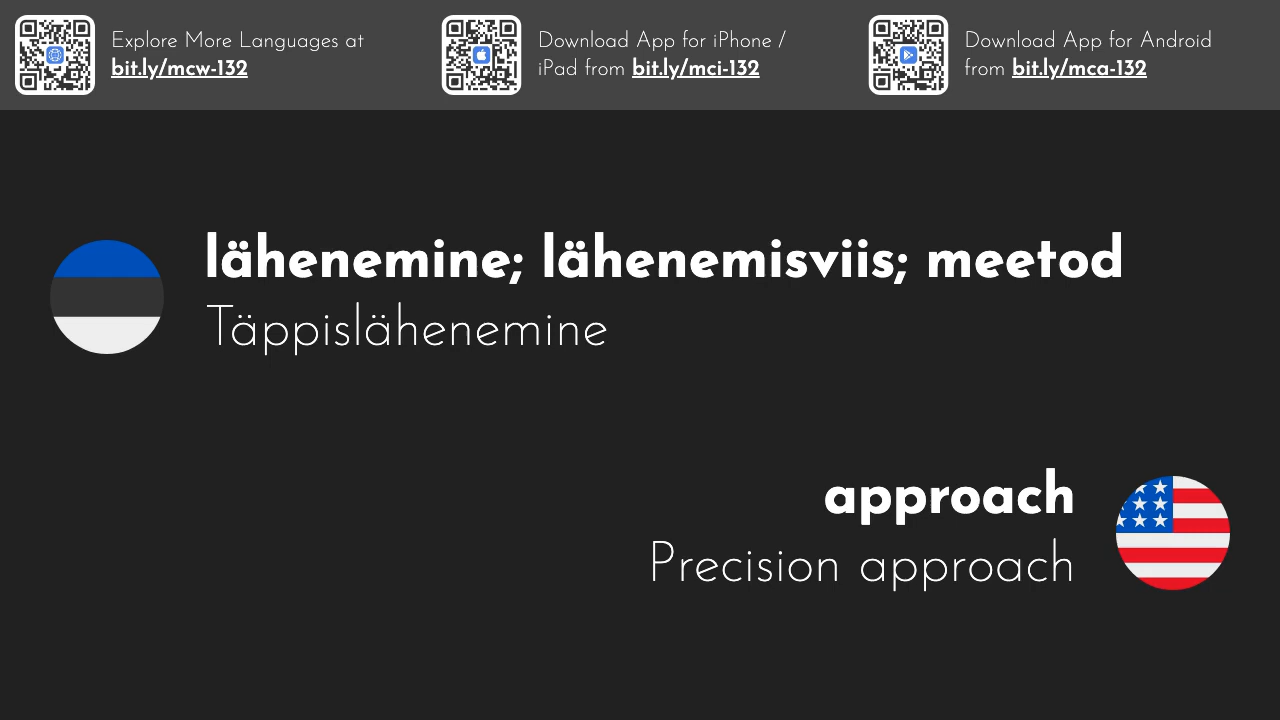 Explore More Languages at
bit.ly/mcw-132
Download App for iPhone /
iPad from bit.ly/mci-132
Download App for Android
from bit.ly/mca-132
lähenemine; lähenemisviis; meetod
Täppislähenemine
approach
Precision approach